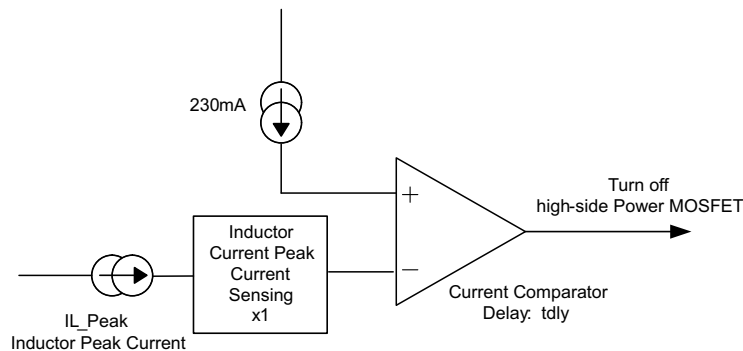 230mA
+
Turn off
high-side Power MOSFET
Inductor
Current Peak
Current
Sensing
x1
−
Current Comparator
Delay: tdly
IL_Peak
Inductor Peak Current